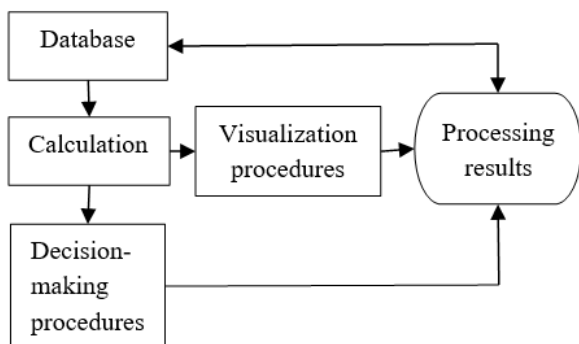 Database
Calculation
Visualization
procedures
Processing
results
Decision-
making
procedures